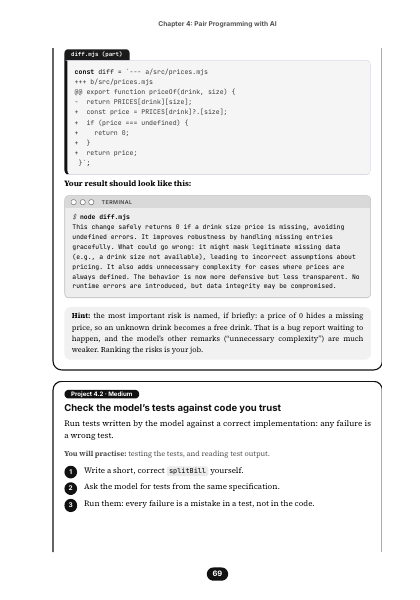 Chapter 4: Pair Programming with AI
diff.mjs (part)
const diff = `--- a/src/prices.mjs
+++ b/src/prices.mjs
@@ export function priceOf(drink, size) {
-  return PRICES[drink][size];
+  const price = PRICES[drink]?.[size];
+  if (price === undefined) {
+    return 0;
+  }
+  return price;
 }`;
Your result should look like this:
TERMINAL
$ node diff.mjs
This change safely returns 0 if a drink size price is missing, avoiding
undefined errors. It improves robustness by handling missing entries
gracefully. What could go wrong: it might mask legitimate missing data
(e.g., a drink size not available), leading to incorrect assumptions about
pricing. It also adds unnecessary complexity for cases where prices are
always defined. The behavior is now more defensive but less transparent. No
runtime errors are introduced, but data integrity may be compromised.
Hint: the most important risk is named, if briefly: a price of 0 hides a missing
price, so an unknown drink becomes a free drink. That is a bug report waiting to
happen, and the model's other remarks (“unnecessary complexity”) are much
weaker. Ranking the risks is your job.
Project 4.2 · Medium
Check the model's tests against code you trust
Run tests written by the model against a correct implementation: any failure is
a wrong test.
You will practise: testing the tests, and reading test output.
1 Write a short, correct splitBill yourself.
2 Ask the model for tests from the same specification.
3 Run them: every failure is a mistake in a test, not in the code.
69